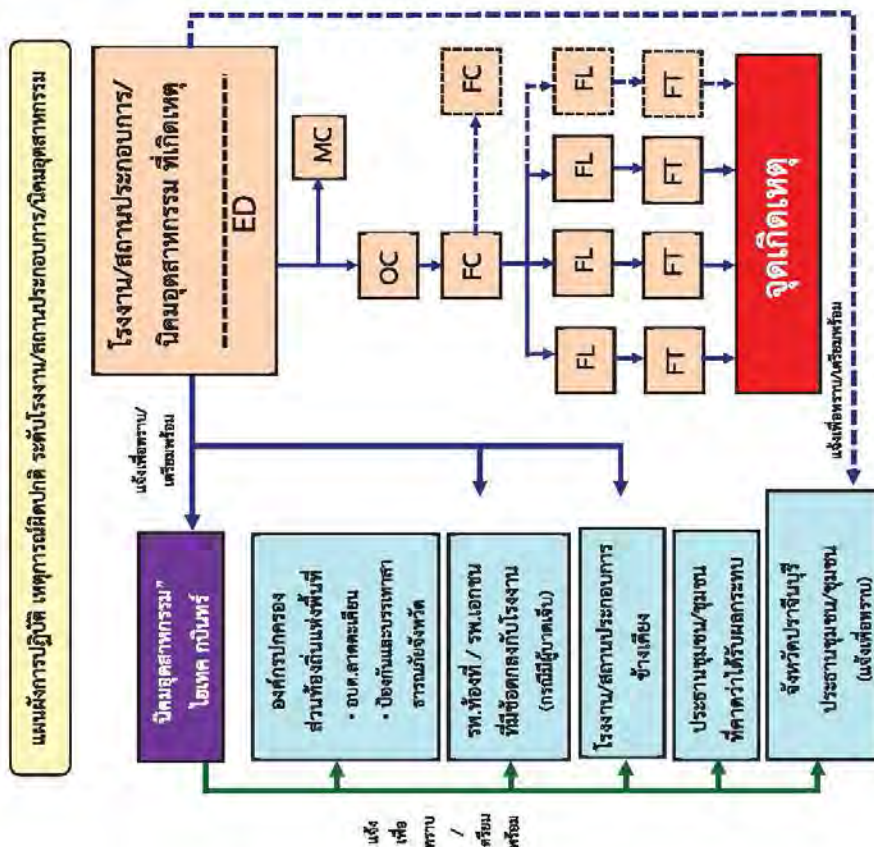 แผนผังการปฏิบัติ เหตุการณ์ผิดปกติ ระดับโรงงาน/สถานประกอบการ/นิคมอุตสาหกรรม
โรงงาน/สถานประกอบการ/
นิคมอุตสาหกรรม ที่เกิดเหตุ
ED
MC
OC
FC
FC
FL
FL
FL
FL
FT
FT
FT
FT
จุดเกิดเหตุ
แจ้งเพื่อทราบ/
เตรียมพร้อม
แจ้งเพื่อทราบ/เตรียมพร้อม
นิคมอุตสาหกรรม"
ไฮเทค กบินทร์
องค์กรปกครอง
ส่วนท้องถิ่นแห่งพื้นที่
• อบต.ลาดตะเคียน
• ป้องกันและบรรเทาสา
ธารณภัยจังหวัด
รพ.ท้องที่ / รพ.เอกชน
ที่มีข้อตกลงกับโรงงาน
(กรณีมีผู้บาดเจ็บ)
โรงงาน/สถานประกอบการ
ข้างเคียง
ประธานชุมชน/ชุมชน
ที่คาดว่าได้รับผลกระทบ
จังหวัดปราจีนบุรี
ประธานชุมชน/ชุมชน
(แจ้งเพื่อทราบ)
แจ้ง
เพื่อ
ทราบ
/
เตรียม
พร้อม